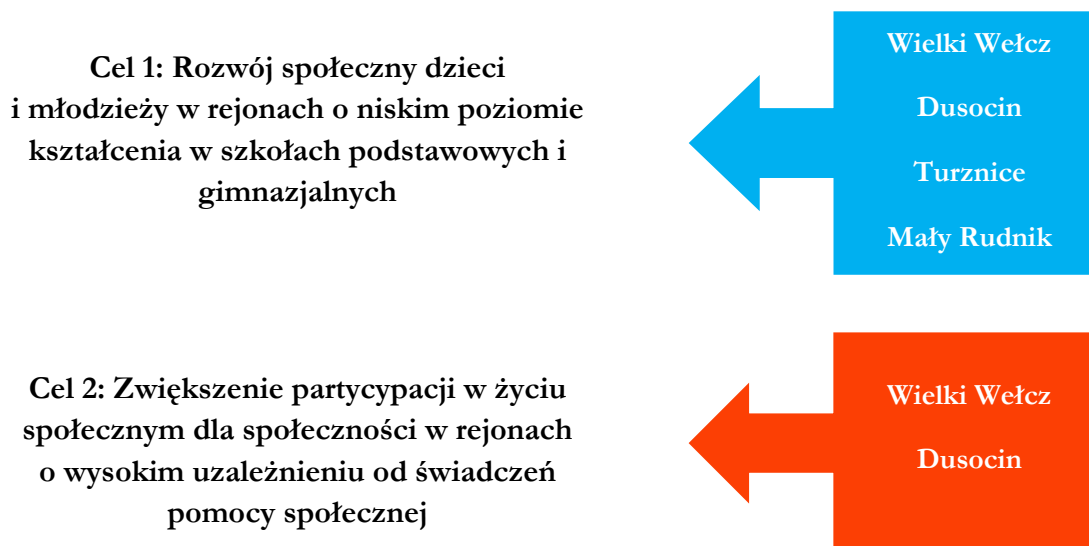 Cel 1: Rozwój społeczny dzieci
i młodzieży w rejonach o niskim poziomie
kształcenia w szkołach podstawowych i
gimnazjalnych
Wielki Wełcz
Dusocin
Turznice
Mały Rudnik
Cel 2: Zwiększenie partycypacji w życiu
społecznym dla społeczności w rejonach
o wysokim uzależnieniu od świadczeń
pomocy społecznej
Wielki Wełcz
Dusocin